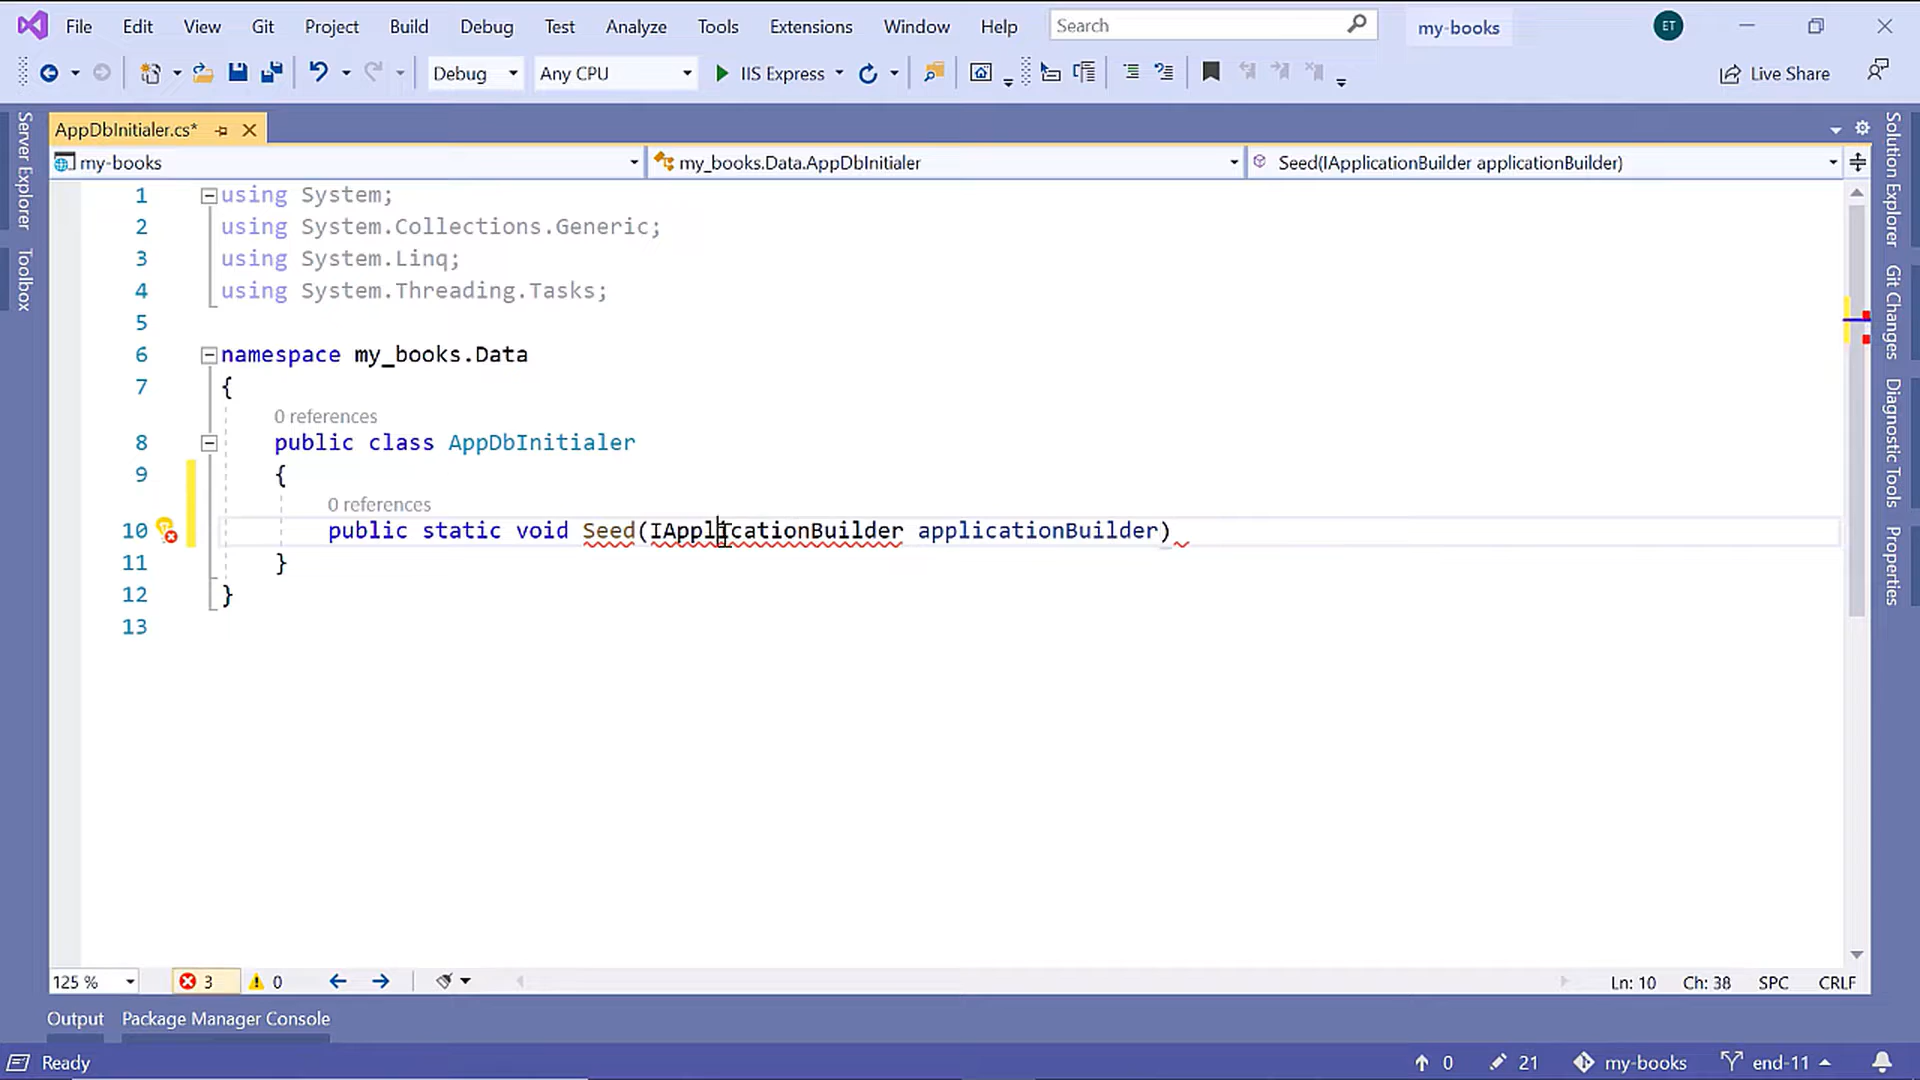 File Edit View Git Project Build Debug Test Analyze Tools Extensions Window Help Search my-books ET
Debug Any CPU IIS Express Live Share
AppDbInitialer.cs*
my-books my_books.Data.AppDbInitialer Seed(IApplicationBuilder applicationBuilder)
Server Explorer
Toolbox
1 using System;
2 using System.Collections.Generic;
3 using System.Linq;
4 using System.Threading.Tasks;
5
6 namespace my_books.Data
7 {
0 references
8 public class AppDbInitialer
9 {
0 references
10 public static void Seed(IApplicationBuilder applicationBuilder)
11 }
12 }
13
Solution Explorer
Git Changes
Diagnostic Tools
Properties
125 % 3 0 Ln: 10 Ch: 38 SPC CRLF
Output Package Manager Console
Ready 0 21 my-books end-11